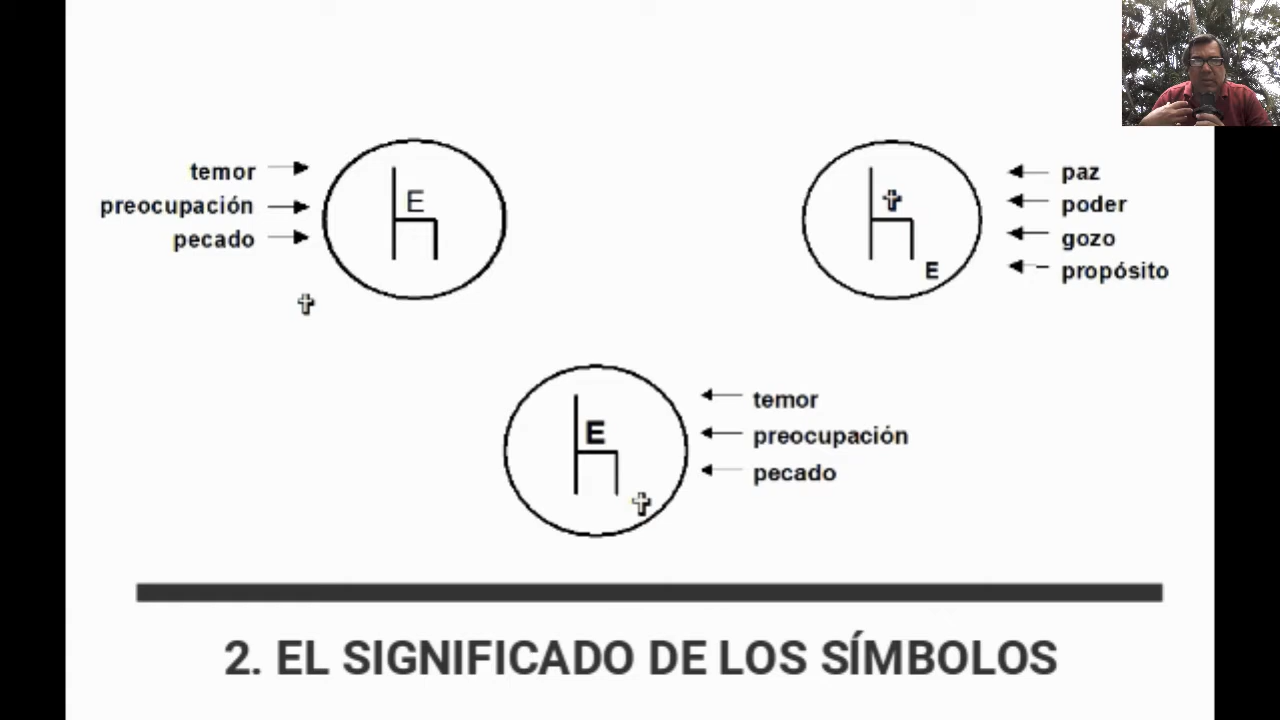 temor
preocupación
pecado
E
E
paz
poder
gozo
propósito
E
temor
preocupación
pecado
2. EL SIGNIFICADO DE LOS SÍMBOLOS